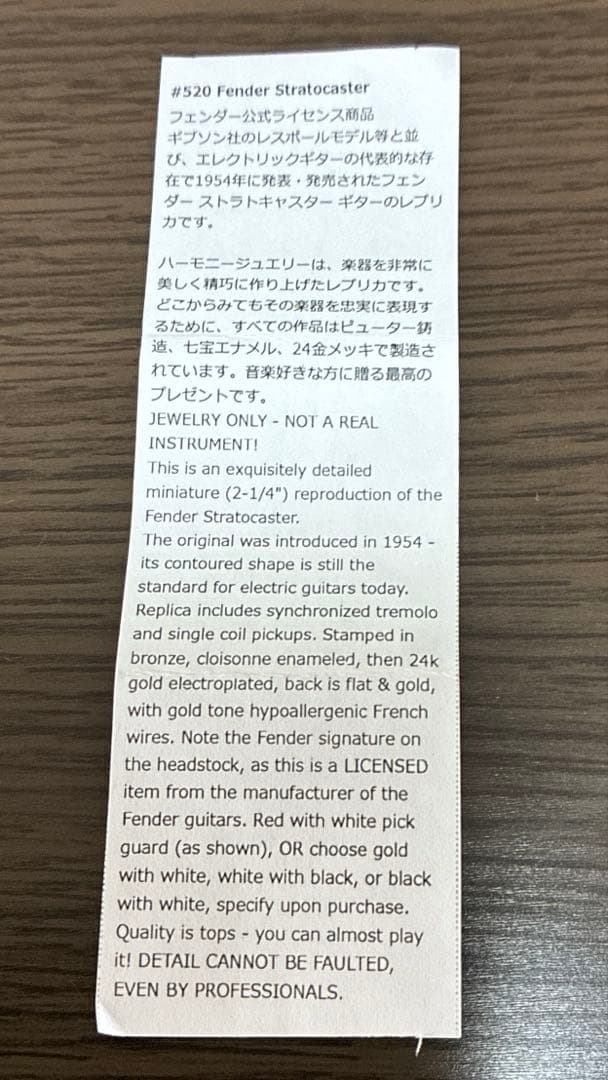 #520 Fender Stratocaster
フェンダー公式ライセンス商品
ギブソン社のレスポールモデル等と並
び、エレクトリックギターの代表的な存
在で1954年に発表・発売されたフェン
ダー ストラトキャスター ギターのレプリ
カです。
ハーモニージュエリーは、楽器を非常に
美しく精巧に作り上げたレプリカです。
どこからみてもその楽器を忠実に表現す
るために、すべての作品はピューター鋳
造、七宝エナメル、24金メッキで製造さ
れています。音楽好きな方に贈る最高の
プレゼントです。
JEWELRY ONLY - NOT A REAL
INSTRUMENT!
This is an exquisitely detailed
miniature (2-1/4") reproduction of the
Fender Stratocaster.
The original was introduced in 1954 -
its contoured shape is still the
standard for electric guitars today.
Replica includes synchronized tremolo
and single coil pickups. Stamped in
bronze, cloisonne enameled, then 24k
gold electroplated, back is flat & gold,
with gold tone hypoallergenic French
wires. Note the Fender signature on
the headstock, as this is a LICENSED
item from the manufacturer of the
Fender guitars. Red with white pick
guard (as shown), OR choose gold
with white, white with black, or black
with white, specify upon purchase.
Quality is tops - you can almost play
it! DETAIL CANNOT BE FAULTED,
EVEN BY PROFESSIONALS.